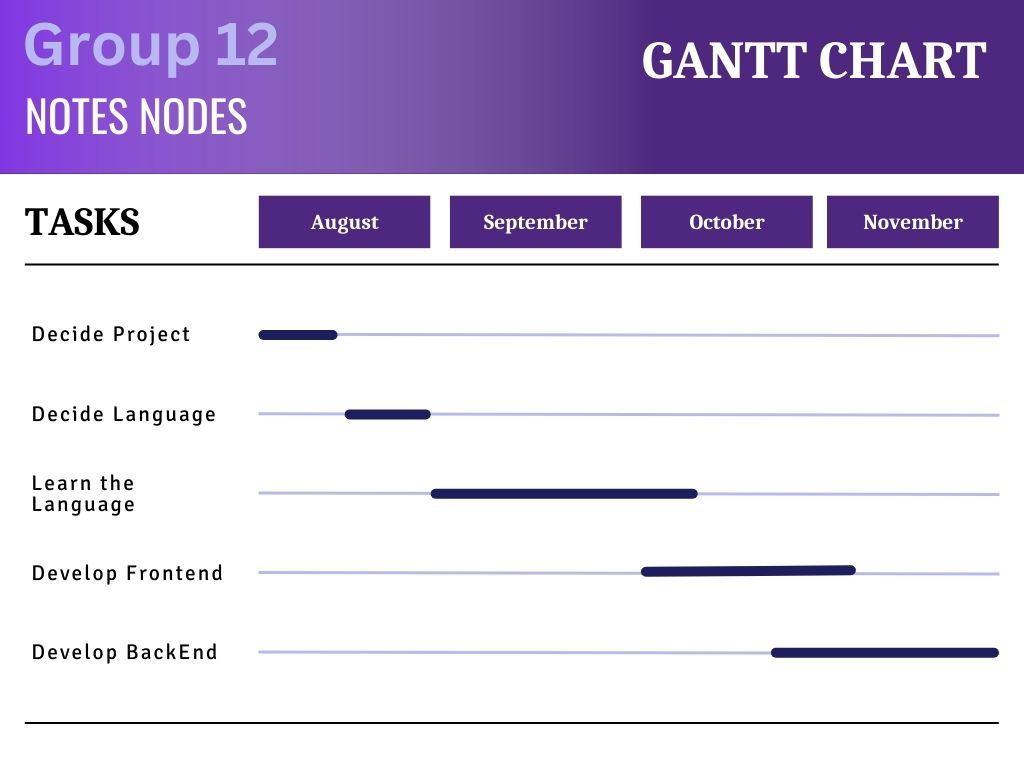 Group 12
NOTES NODES
GANTT CHART
TASKS
August
September
October
November
Decide Project
Decide Language
Learn the
Language
Develop Frontend
Develop BackEnd